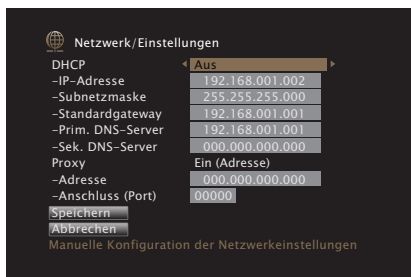 Netzwerk/Einstellungen
DHCP Aus
-IP-Adresse 192.168.001.002
-Subnetzmaske 255.255.255.000
-Standardgateway 192.168.001.001
-Prim. DNS-Server 192.168.001.001
-Sek. DNS-Server 000.000.000.000
Proxy Ein (Adresse)
-Adresse 000.000.000.000
-Anschluss (Port) 00000
Speichern
Abbrechen
Manuelle Konfiguration der Netzwerkeinstellungen